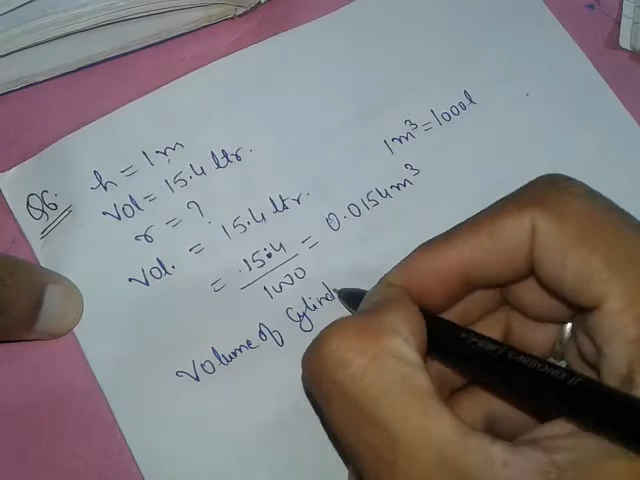 Q6.
h = 1m
Vol = 15.4 ltr.
r = ?
Vol. = 15.4 ltr.
1m³ = 1000l
= 15.4 / 1000 = 0.0154m³
Volume of Cylind